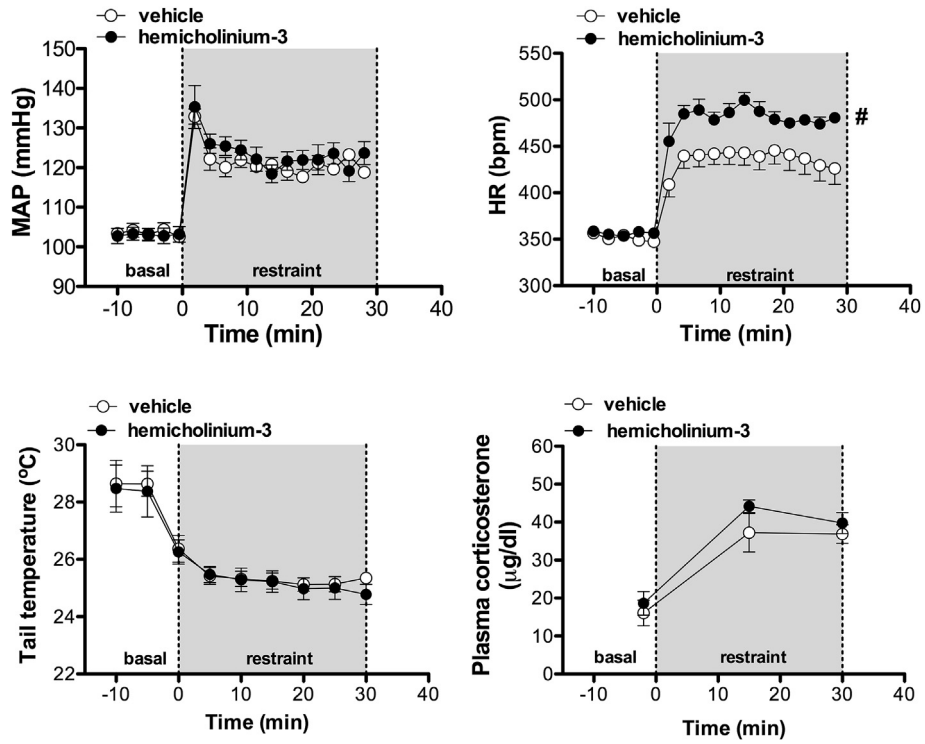 vehicle
hemicholinium-3
MAP (mmHg)
150
140
130
120
110
100
90
basal
restraint
-10 0 10 20 30 40
Time (min)
vehicle
hemicholinium-3
HR (bpm)
550
500
450
400
350
300
#
basal
restraint
-10 0 10 20 30 40
Time (min)
vehicle
hemicholinium-3
Tail temperature (ºC)
30
28
26
24
22
basal
restraint
-10 0 10 20 30 40
Time (min)
vehicle
hemicholinium-3
Plasma corticosterone
(µg/dl)
60
50
40
30
20
10
0
basal
restraint
-10 0 10 20 30 40
Time (min)